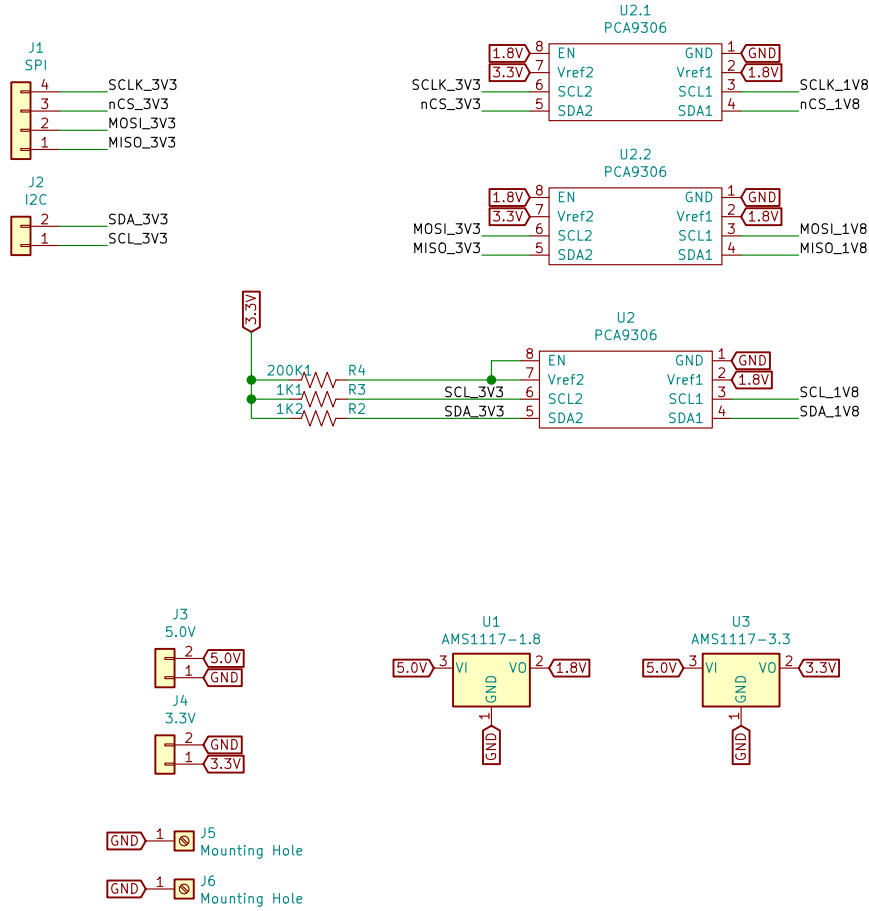 J1
SPI
4 SCLK_3V3
3 nCS_3V3
2 MOSI_3V3
1 MISO_3V3
J2
I2C
2 SDA_3V3
1 SCL_3V3
U2.1
PCA9306
1.8V 8 EN GND 1 GND
3.3V 7 Vref2 Vref1 2 1.8V
SCLK_3V3 6 SCL2 SCL1 3 SCLK_1V8
nCS_3V3 5 SDA2 SDA1 4 nCS_1V8
U2.2
PCA9306
1.8V 8 EN GND 1 GND
3.3V 7 Vref2 Vref1 2 1.8V
MOSI_3V3 6 SCL2 SCL1 3 MOSI_1V8
MISO_3V3 5 SDA2 SDA1 4 MISO_1V8
3.3V
U2
PCA9306
8 EN GND 1 GND
200K1 R4 7 Vref2 Vref1 2 1.8V
1K1 R3 SCL_3V3 6 SCL2 SCL1 3 SCL_1V8
1K2 R2 SDA_3V3 5 SDA2 SDA1 4 SDA_1V8
J3
5.0V
2 5.0V
1 GND
J4
3.3V
2 GND
1 3.3V
U1
AMS1117-1.8
5.0V 3 VI VO 2 1.8V
GND
1
GND
U3
AMS1117-3.3
5.0V 3 VI VO 2 3.3V
GND
1
GND
GND 1 J5
Mounting Hole
GND 1 J6
Mounting Hole